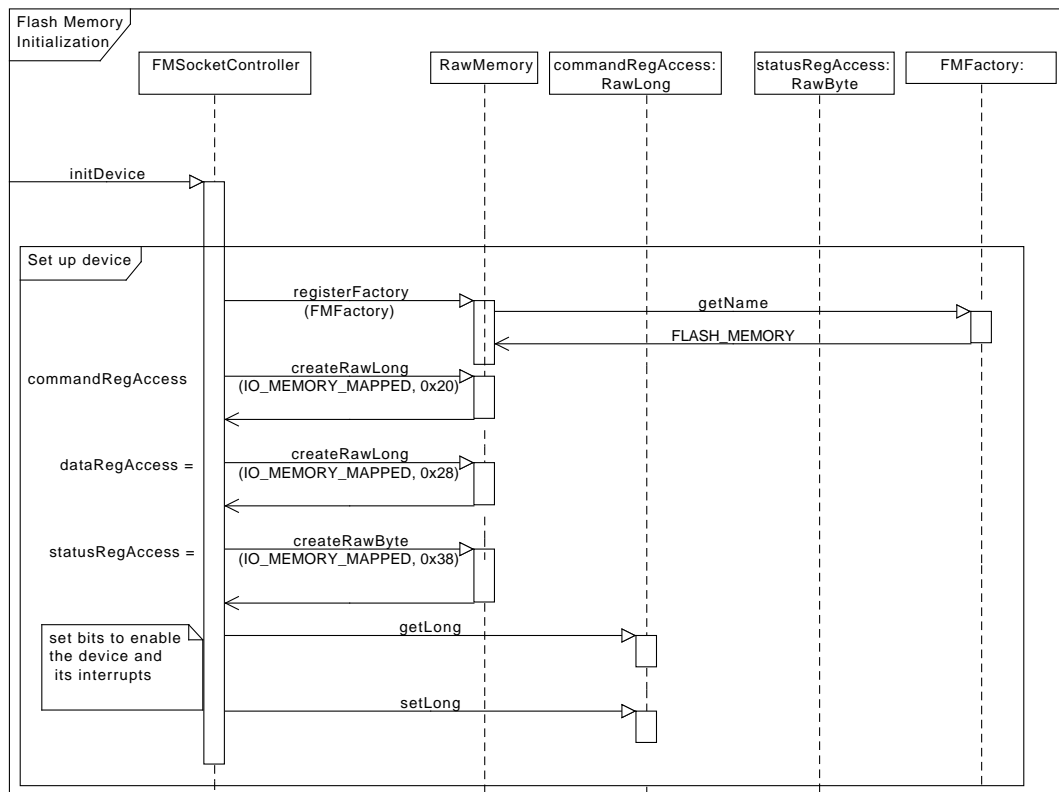 Flash Memory
Initialization
FMSocketController
RawMemory
commandRegAccess:
RawLong
statusRegAccess:
RawByte
FMFactory:
initDevice
Set up device
registerFactory
(FMFactory)
getName
FLASH_MEMORY
commandRegAccess
createRawLong
(IO_MEMORY_MAPPED, 0x20)
dataRegAccess =
createRawLong
(IO_MEMORY_MAPPED, 0x28)
statusRegAccess =
createRawByte
(IO_MEMORY_MAPPED, 0x38)
set bits to enable
the device and
its interrupts
getLong
setLong